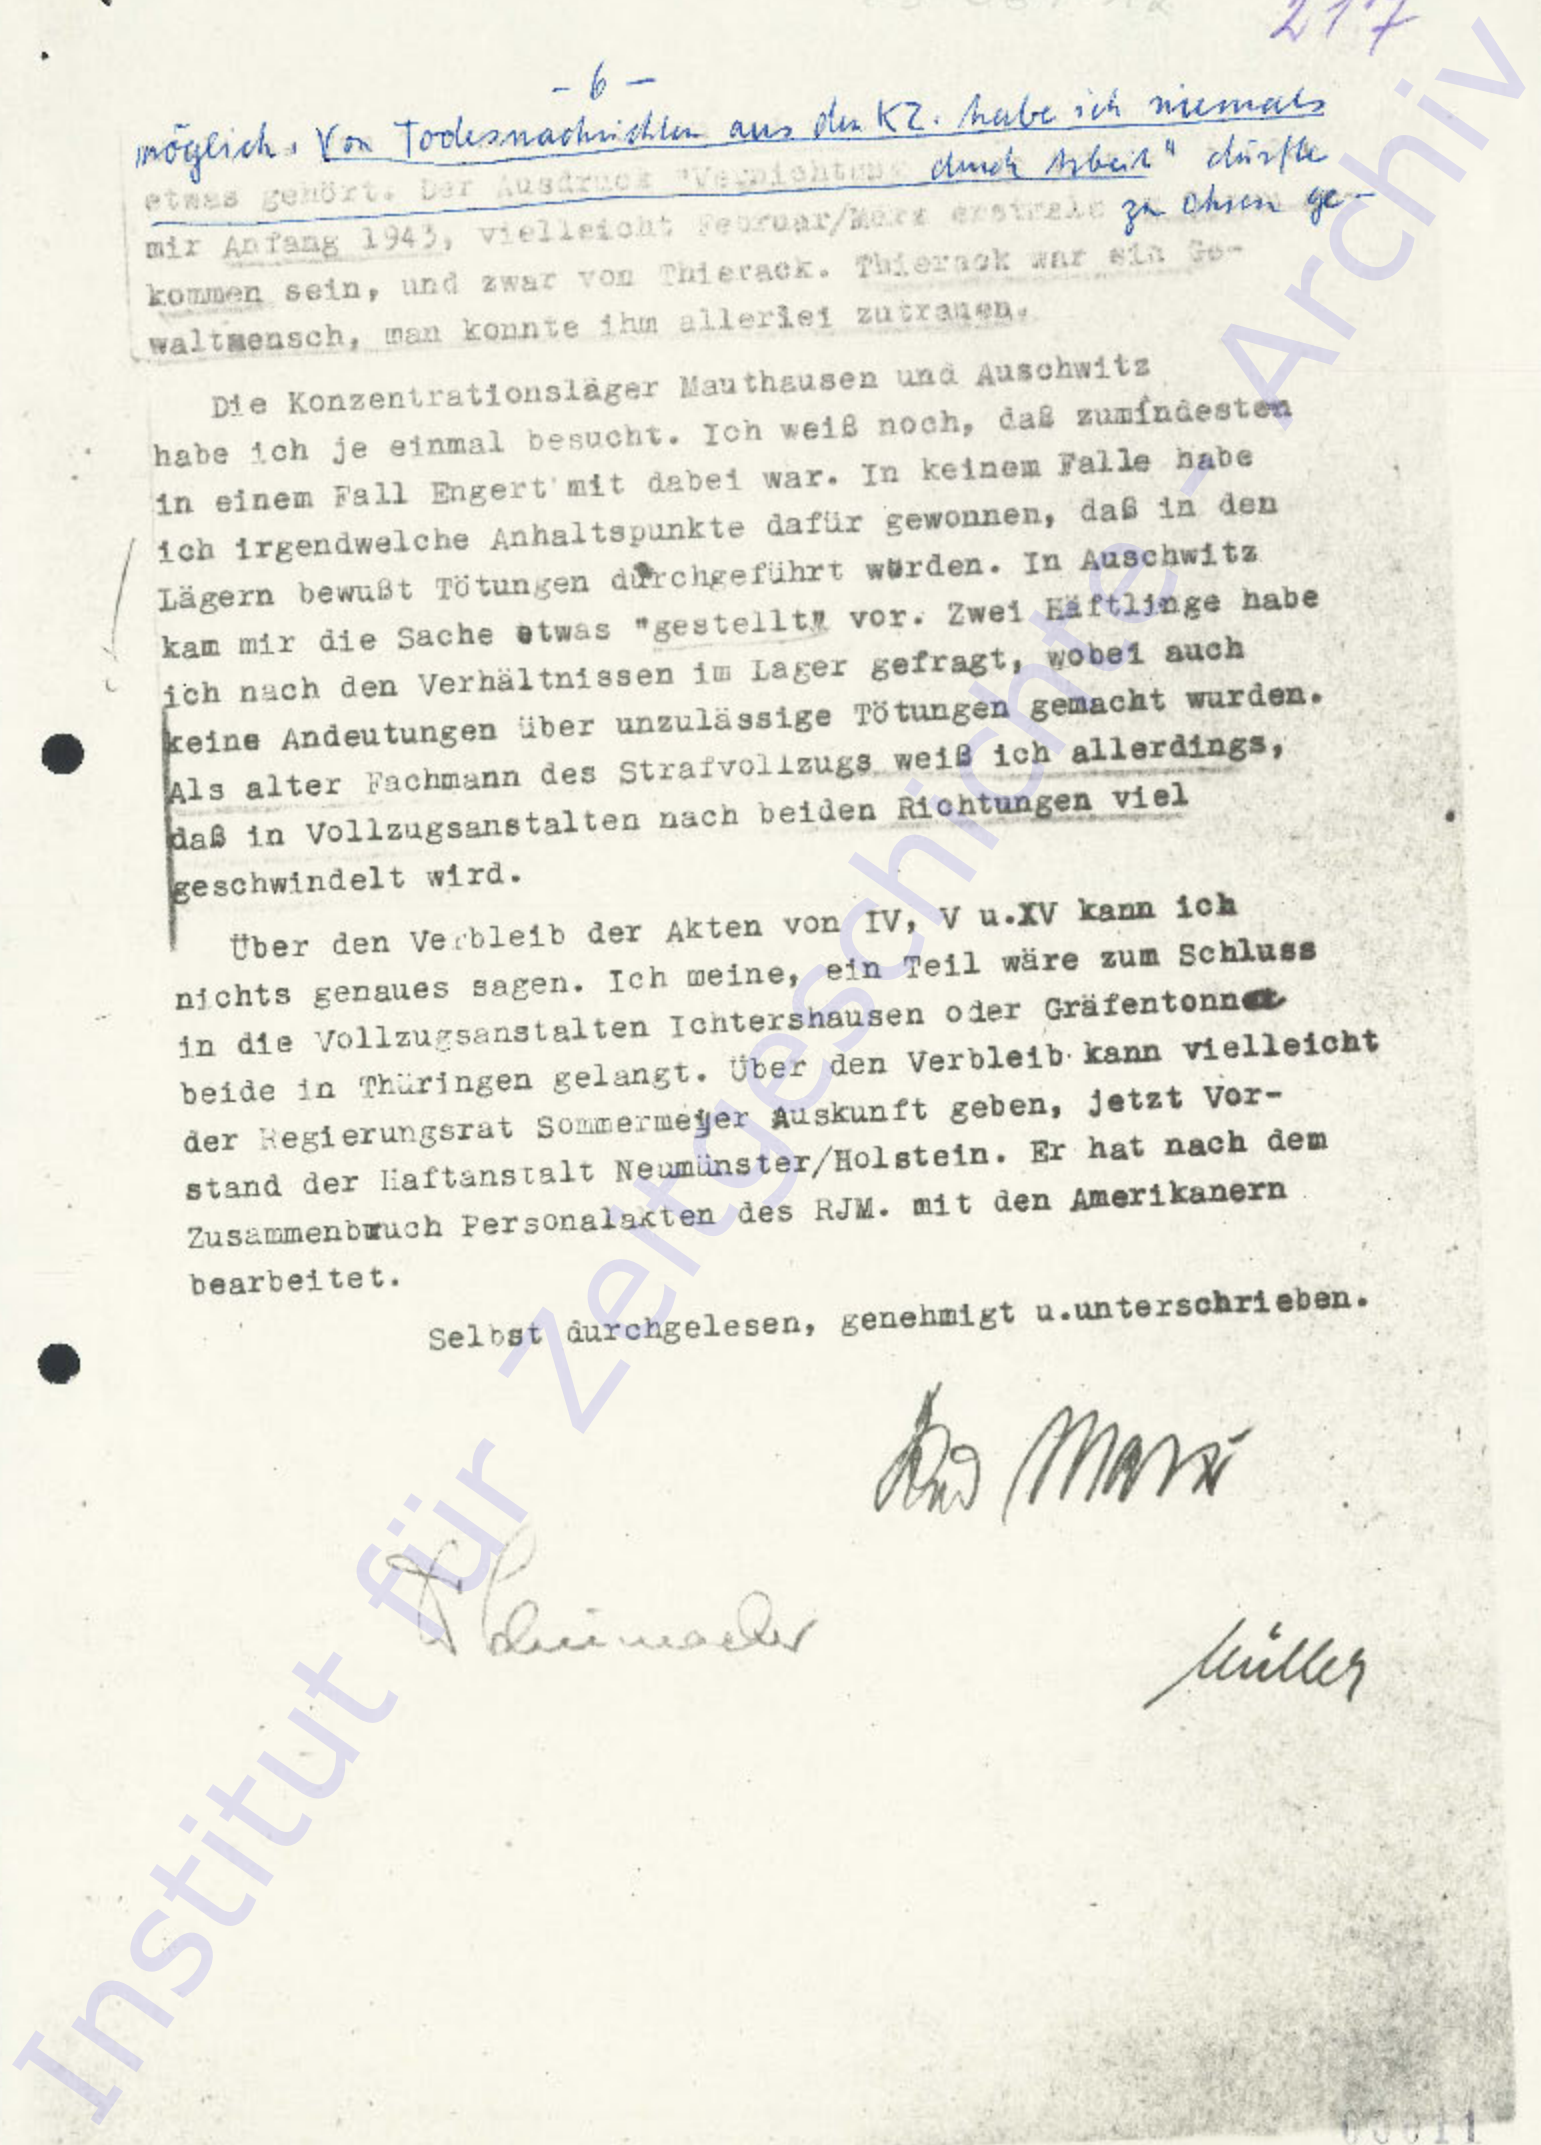 217
- 6 -
möglich. Von Todesnachrichten aus den KZ. habe ich niemals
etwas gehört. Der Ausdruck "Vernichtung durch Arbeit" dürfte
mir Anfang 1943, vielleicht Februar/März erstmals zu Ohren ge-
kommen sein, und zwar von Thierack. Thierack war ein Ge-
waltmensch, man konnte ihm allerlei zutrauen.
Die Konzentrationsläger Mauthausen und Auschwitz
habe ich je einmal besucht. Ich weiß noch, daß zumindesten
in einem Fall Engert mit dabei war. In keinem Falle habe
ich irgendwelche Anhaltspunkte dafür gewonnen, daß in den
Lägern bewußt Tötungen durchgeführt würden. In Auschwitz
kam mir die Sache etwas "gestellt" vor. Zwei Häftlinge habe
ich nach den Verhältnissen im Lager gefragt, wobei auch
keine Andeutungen über unzulässige Tötungen gemacht wurden.
Als alter Fachmann des Strafvollzugs weiß ich allerdings,
daß in Vollzugsanstalten nach beiden Richtungen viel
geschwindelt wird.
Über den Verbleib der Akten von IV, V u.XV kann ich
nichts genaues sagen. Ich meine, ein Teil wäre zum Schluss
in die Vollzugsanstalten Ichtershausen oder Gräfentonna
beide in Thüringen gelangt. Über den Verbleib kann vielleicht
der Regierungsrat Sommermeyer Auskunft geben, jetzt Vor-
stand der Haftanstalt Neumünster/Holstein. Er hat nach dem
Zusammenbruch Personalakten des RJM. mit den Amerikanern
bearbeitet.
Selbst durchgelesen, genehmigt u.unterschrieben.
Rud Marx
Schumacher
Müller
03011
Institut für Zeitgeschichte - Archiv